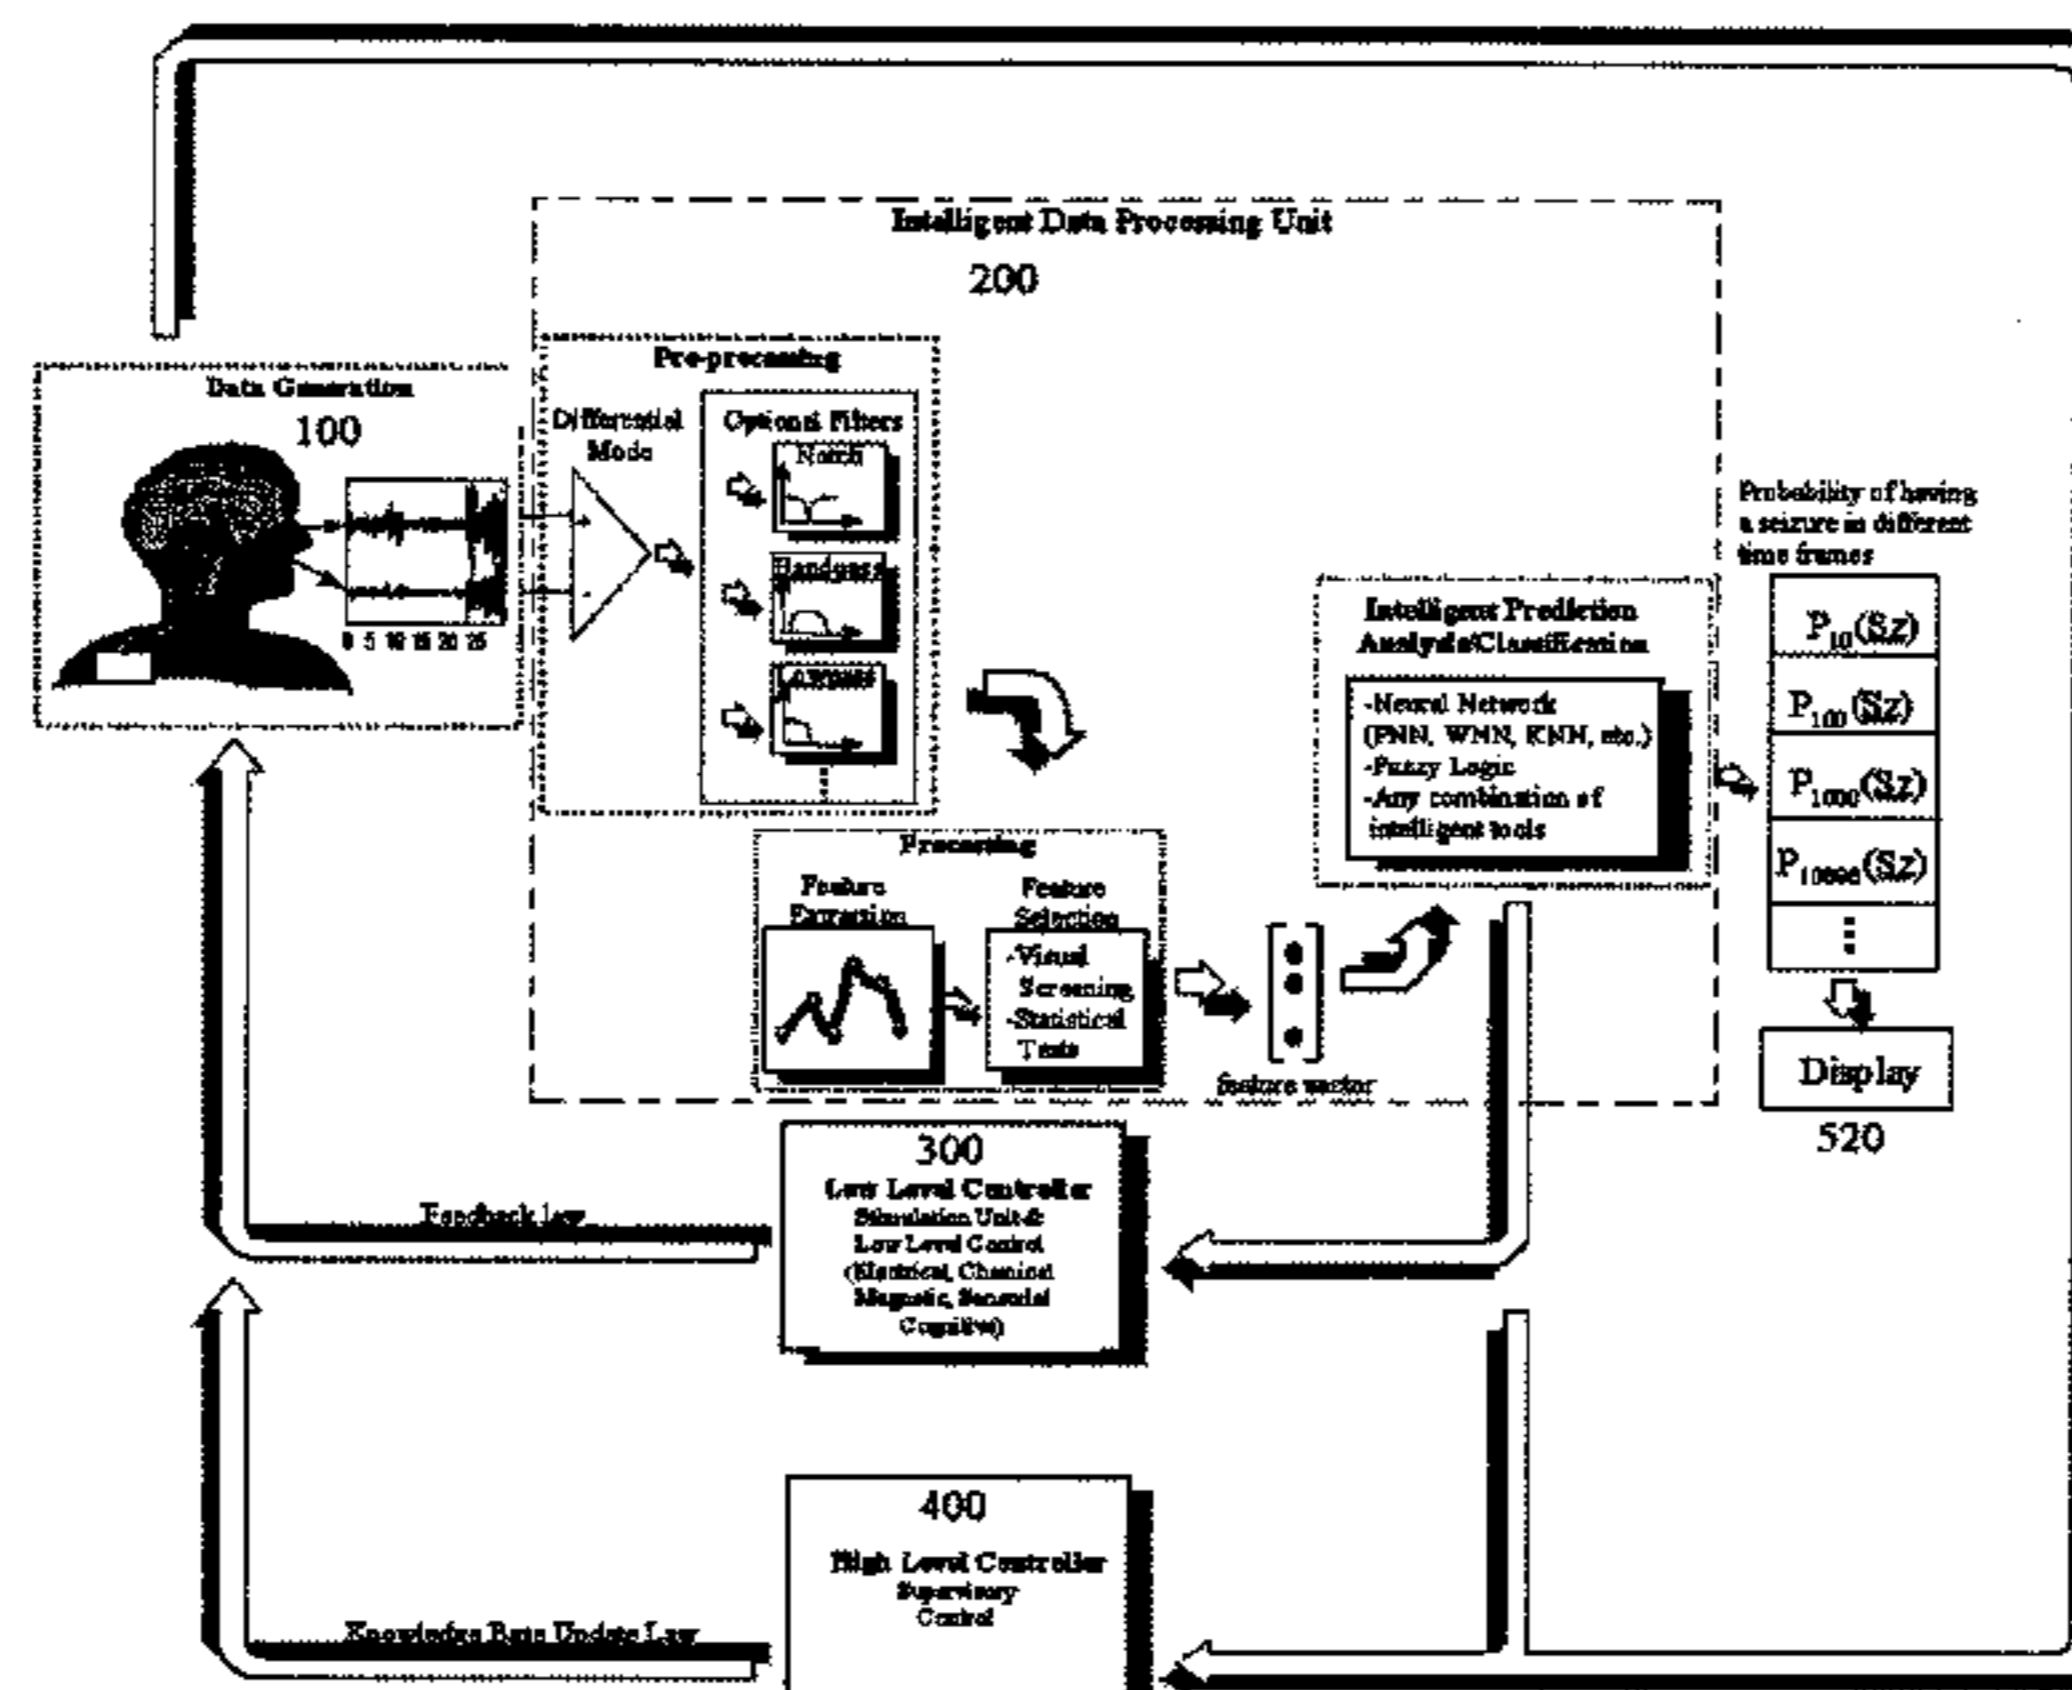 Intelligent Data Processing Unit
200
Pre-processing
Data Generation
100
Differential
Mode
Optional Filters
Notch
Bandpass
Lowpass
0 5 10 15 20 25
Probability of having
a seizure in different
time frames
P10(Sz)
P100(Sz)
P1000(Sz)
P10000(Sz)
Display
520
Intelligent Prediction
Analysis/Classification
-Neural Network
(PNN, WNN, KNN, etc.)
-Fuzzy Logic
-Any combination of
intelligent tools
Processing
Feature
Extraction
Feature
Selection
-Visual
Screening
-Statistical
Tests
feature vector
300
Low Level Controller
Stimulation Unit &
Low Level Control
(Electrical, Chemical
Magnetic, Sensorial
Cognitive)
Feedback law
400
High Level Controller
Supervisory
Control
Knowledge Base Update Law